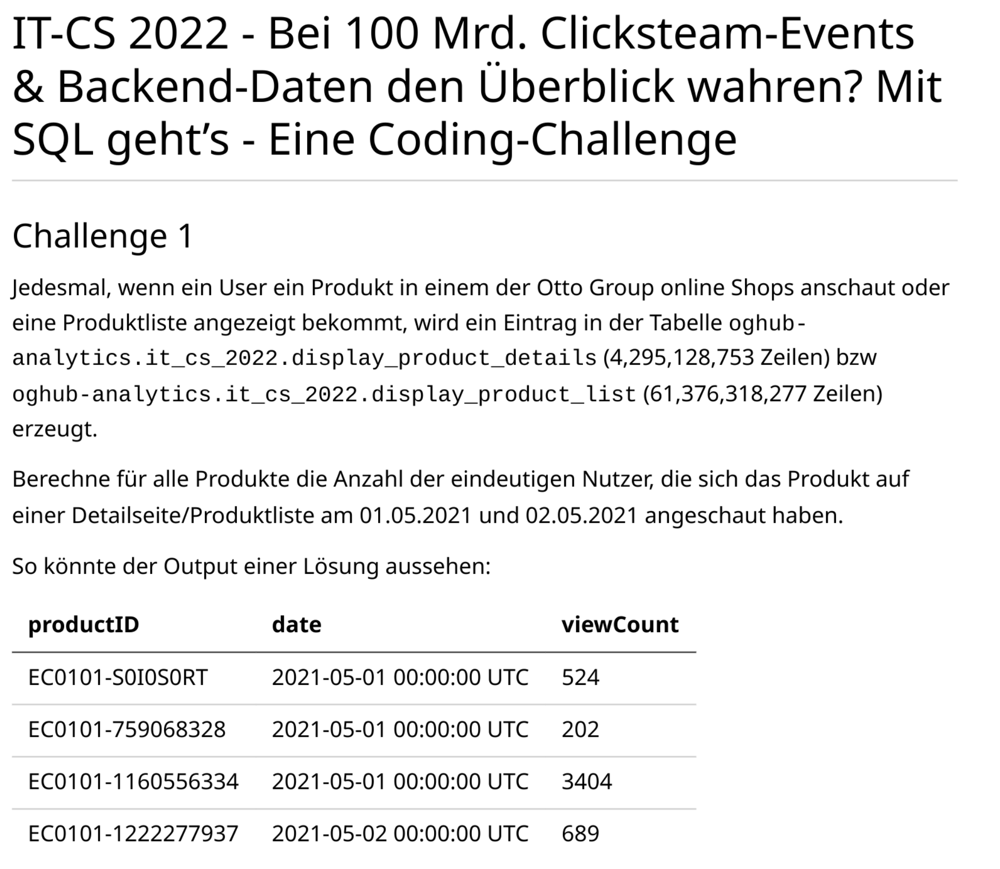 IT-CS 2022 - Bei 100 Mrd. Clicksteam-Events
& Backend-Daten den Überblick wahren? Mit
SQL geht’s - Eine Coding-Challenge
Challenge 1
Jedesmal, wenn ein User ein Produkt in einem der Otto Group online Shops anschaut oder
eine Produktliste angezeigt bekommt, wird ein Eintrag in der Tabelle oghub-
analytics.it_cs_2022.display_product_details (4,295,128,753 Zeilen) bzw
oghub-analytics.it_cs_2022.display_product_list (61,376,318,277 Zeilen)
erzeugt.
Berechne für alle Produkte die Anzahl der eindeutigen Nutzer, die sich das Produkt auf
einer Detailseite/Produktliste am 01.05.2021 und 02.05.2021 angeschaut haben.
So könnte der Output einer Lösung aussehen:
productID date viewCount
EC0101-S0I0S0RT 2021-05-01 00:00:00 UTC 524
EC0101-759068328 2021-05-01 00:00:00 UTC 202
EC0101-1160556334 2021-05-01 00:00:00 UTC 3404
EC0101-1222277937 2021-05-02 00:00:00 UTC 689